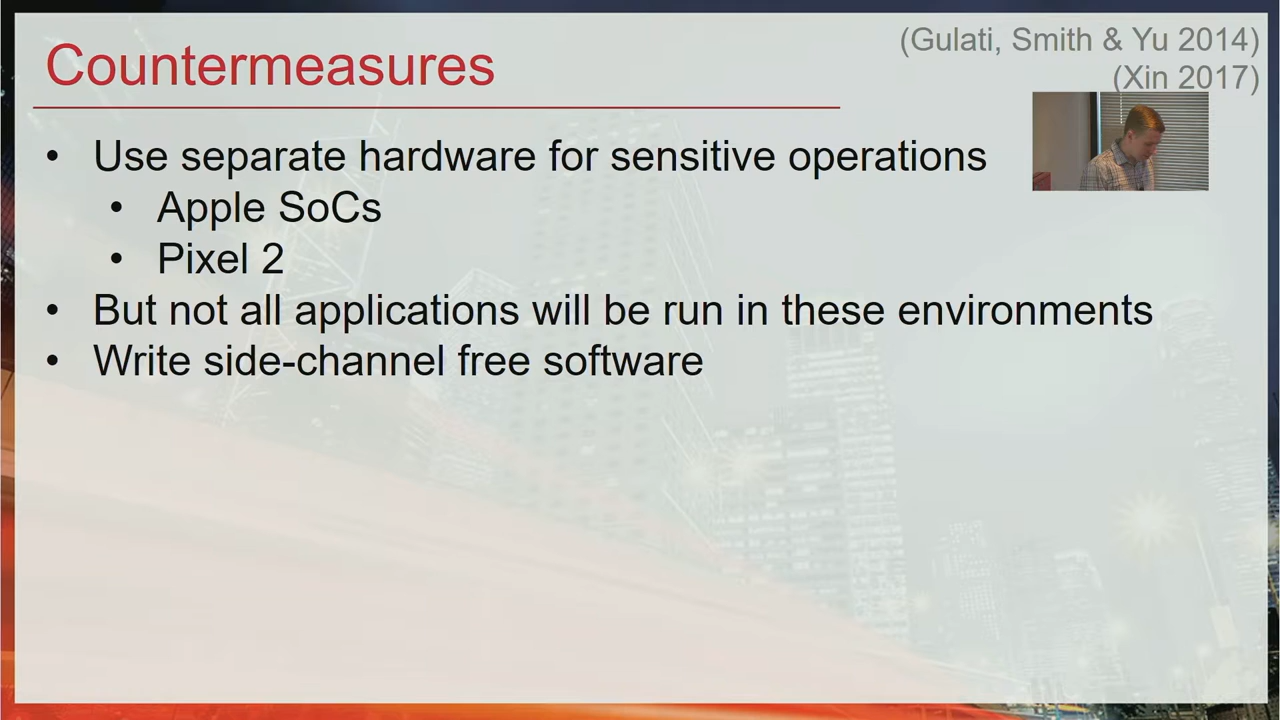 Countermeasures
(Gulati, Smith & Yu 2014)
(Xin 2017)
• Use separate hardware for sensitive operations
• Apple SoCs
• Pixel 2
• But not all applications will be run in these environments
• Write side-channel free software